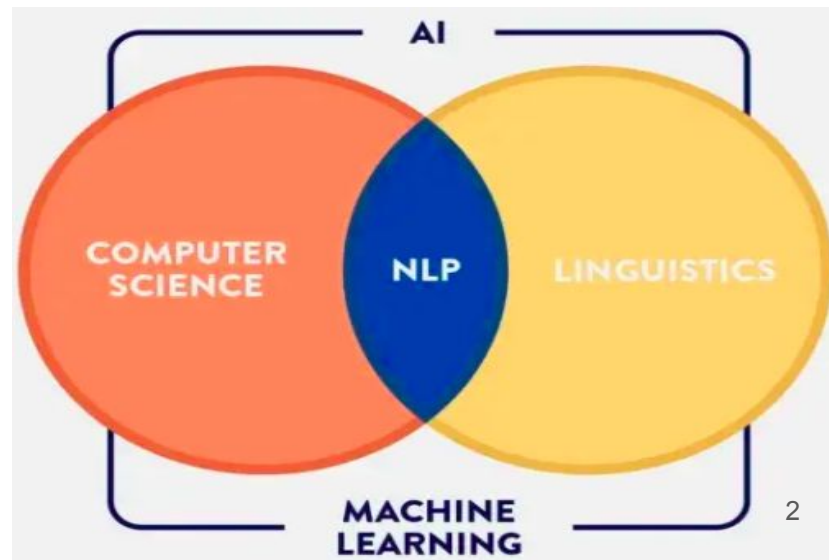 AI
COMPUTER
SCIENCE
NLP
LINGUISTICS
MACHINE
LEARNING
2